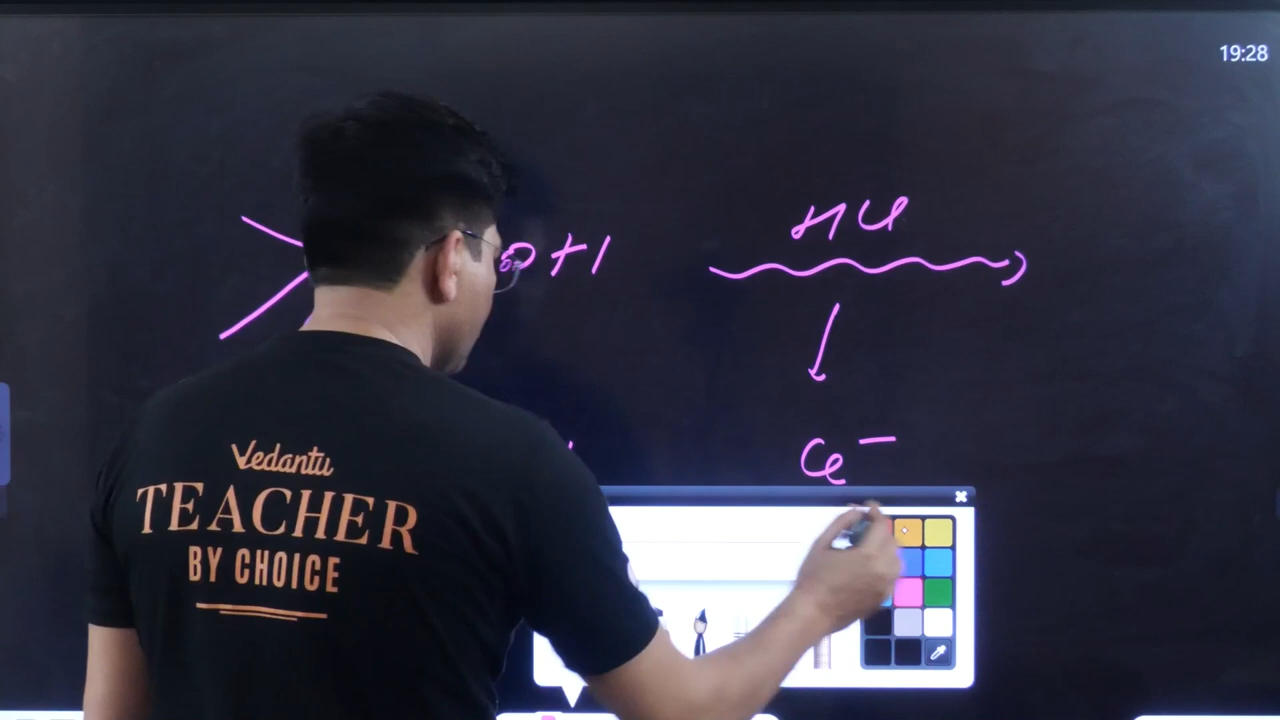 19:28
HCl
+1
Cl⁻
Vedantu
TEACHER
BY CHOICE